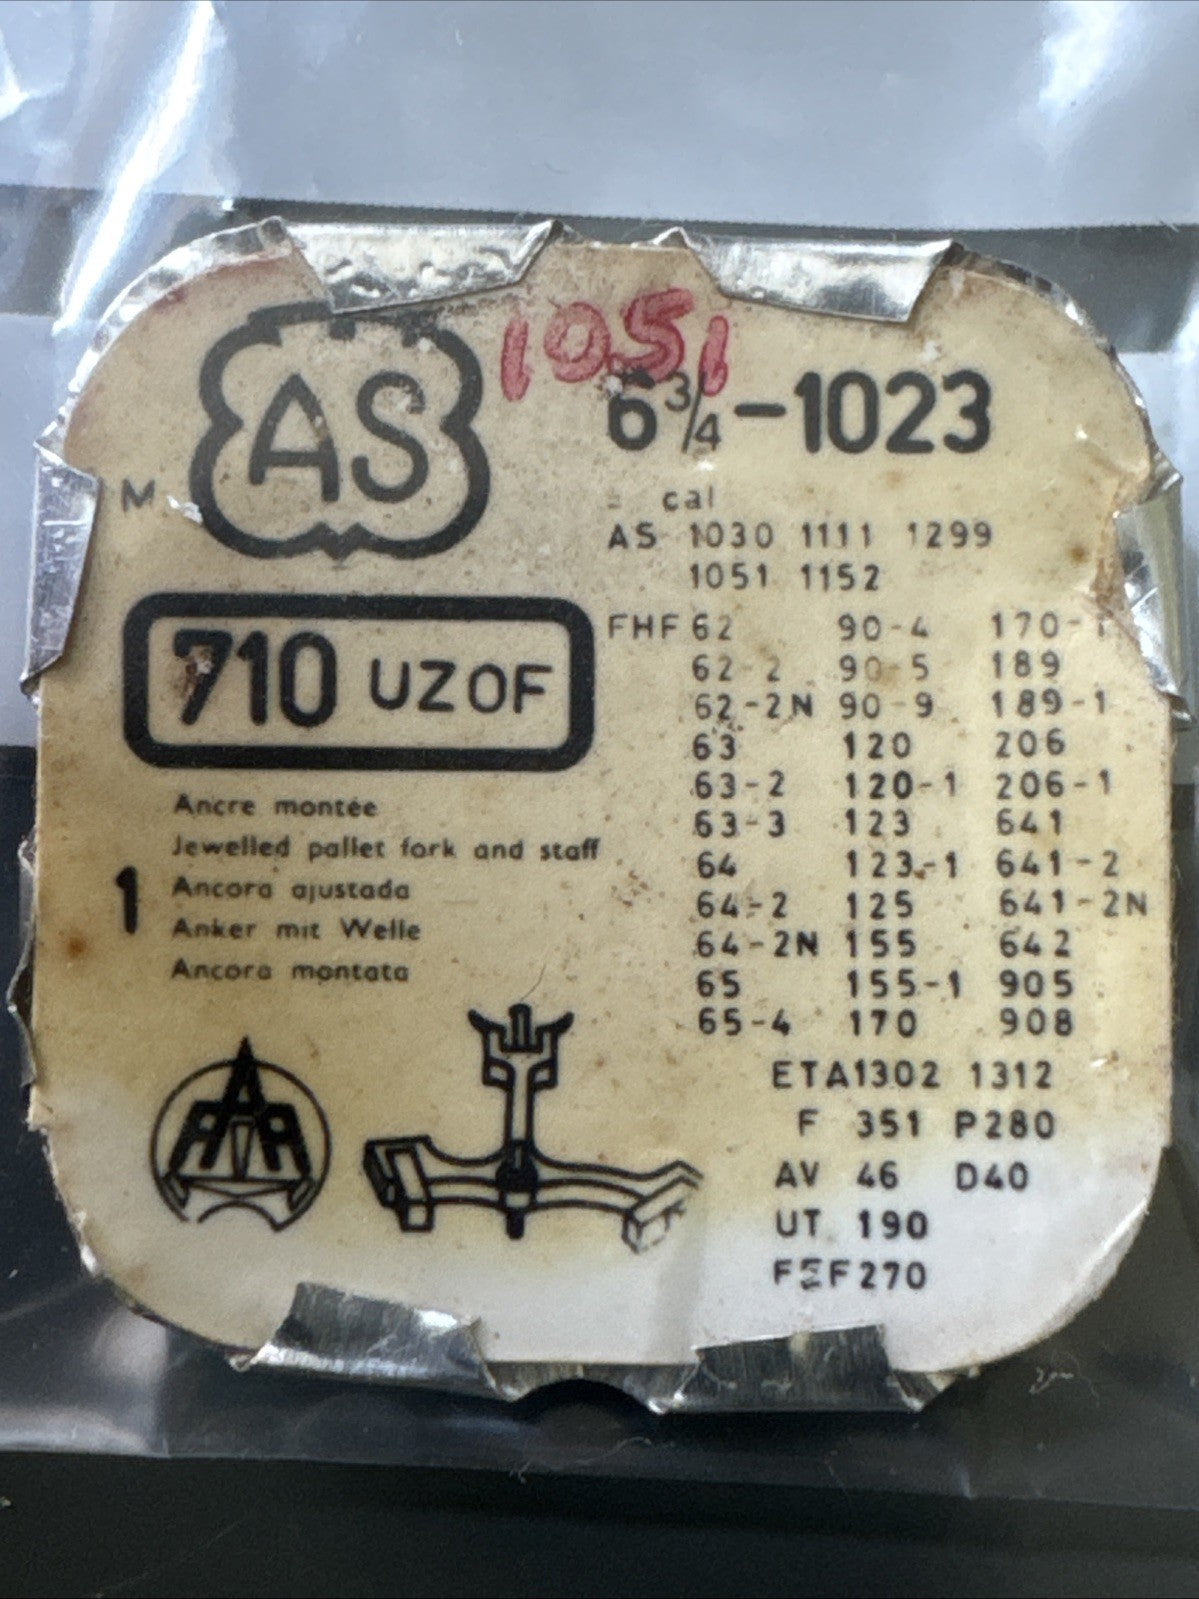 1051
AS
6 3/4-1023
M
= cal
AS 1030 1111 1299
1051 1152
710 UZOF
FHF 62 90-4 170-1
62-2 90-5 189
62-2N 90-9 189-1
63 120 206
63-2 120-1 206-1
63-3 123 641
64 123-1 641-2
64-2 125 641-2N
64-2N 155 642
65 155-1 905
65-4 170 908
ETA 1302 1312
F 351 P280
AV 46 D40
UT 190
FEF 270
1
Ancre montée
Jewelled pallet fork and staff
Ancora ajustada
Anker mit Welle
Ancora montata